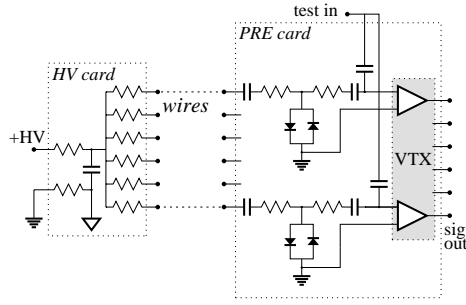 test in
PRE card
HV card
wires
+HV
VTX
sig
out